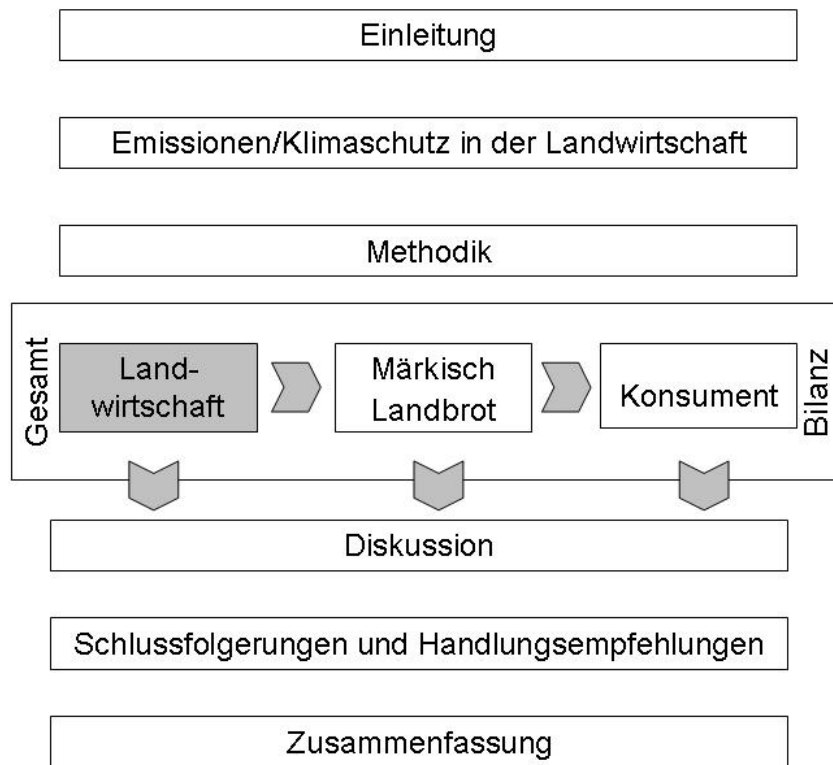 Einleitung
Emissionen/Klimaschutz in der Landwirtschaft
Methodik
Gesamt
Land-
wirtschaft
Märkisch
Landbrot
Konsument
Bilanz
Diskussion
Schlussfolgerungen und Handlungsempfehlungen
Zusammenfassung